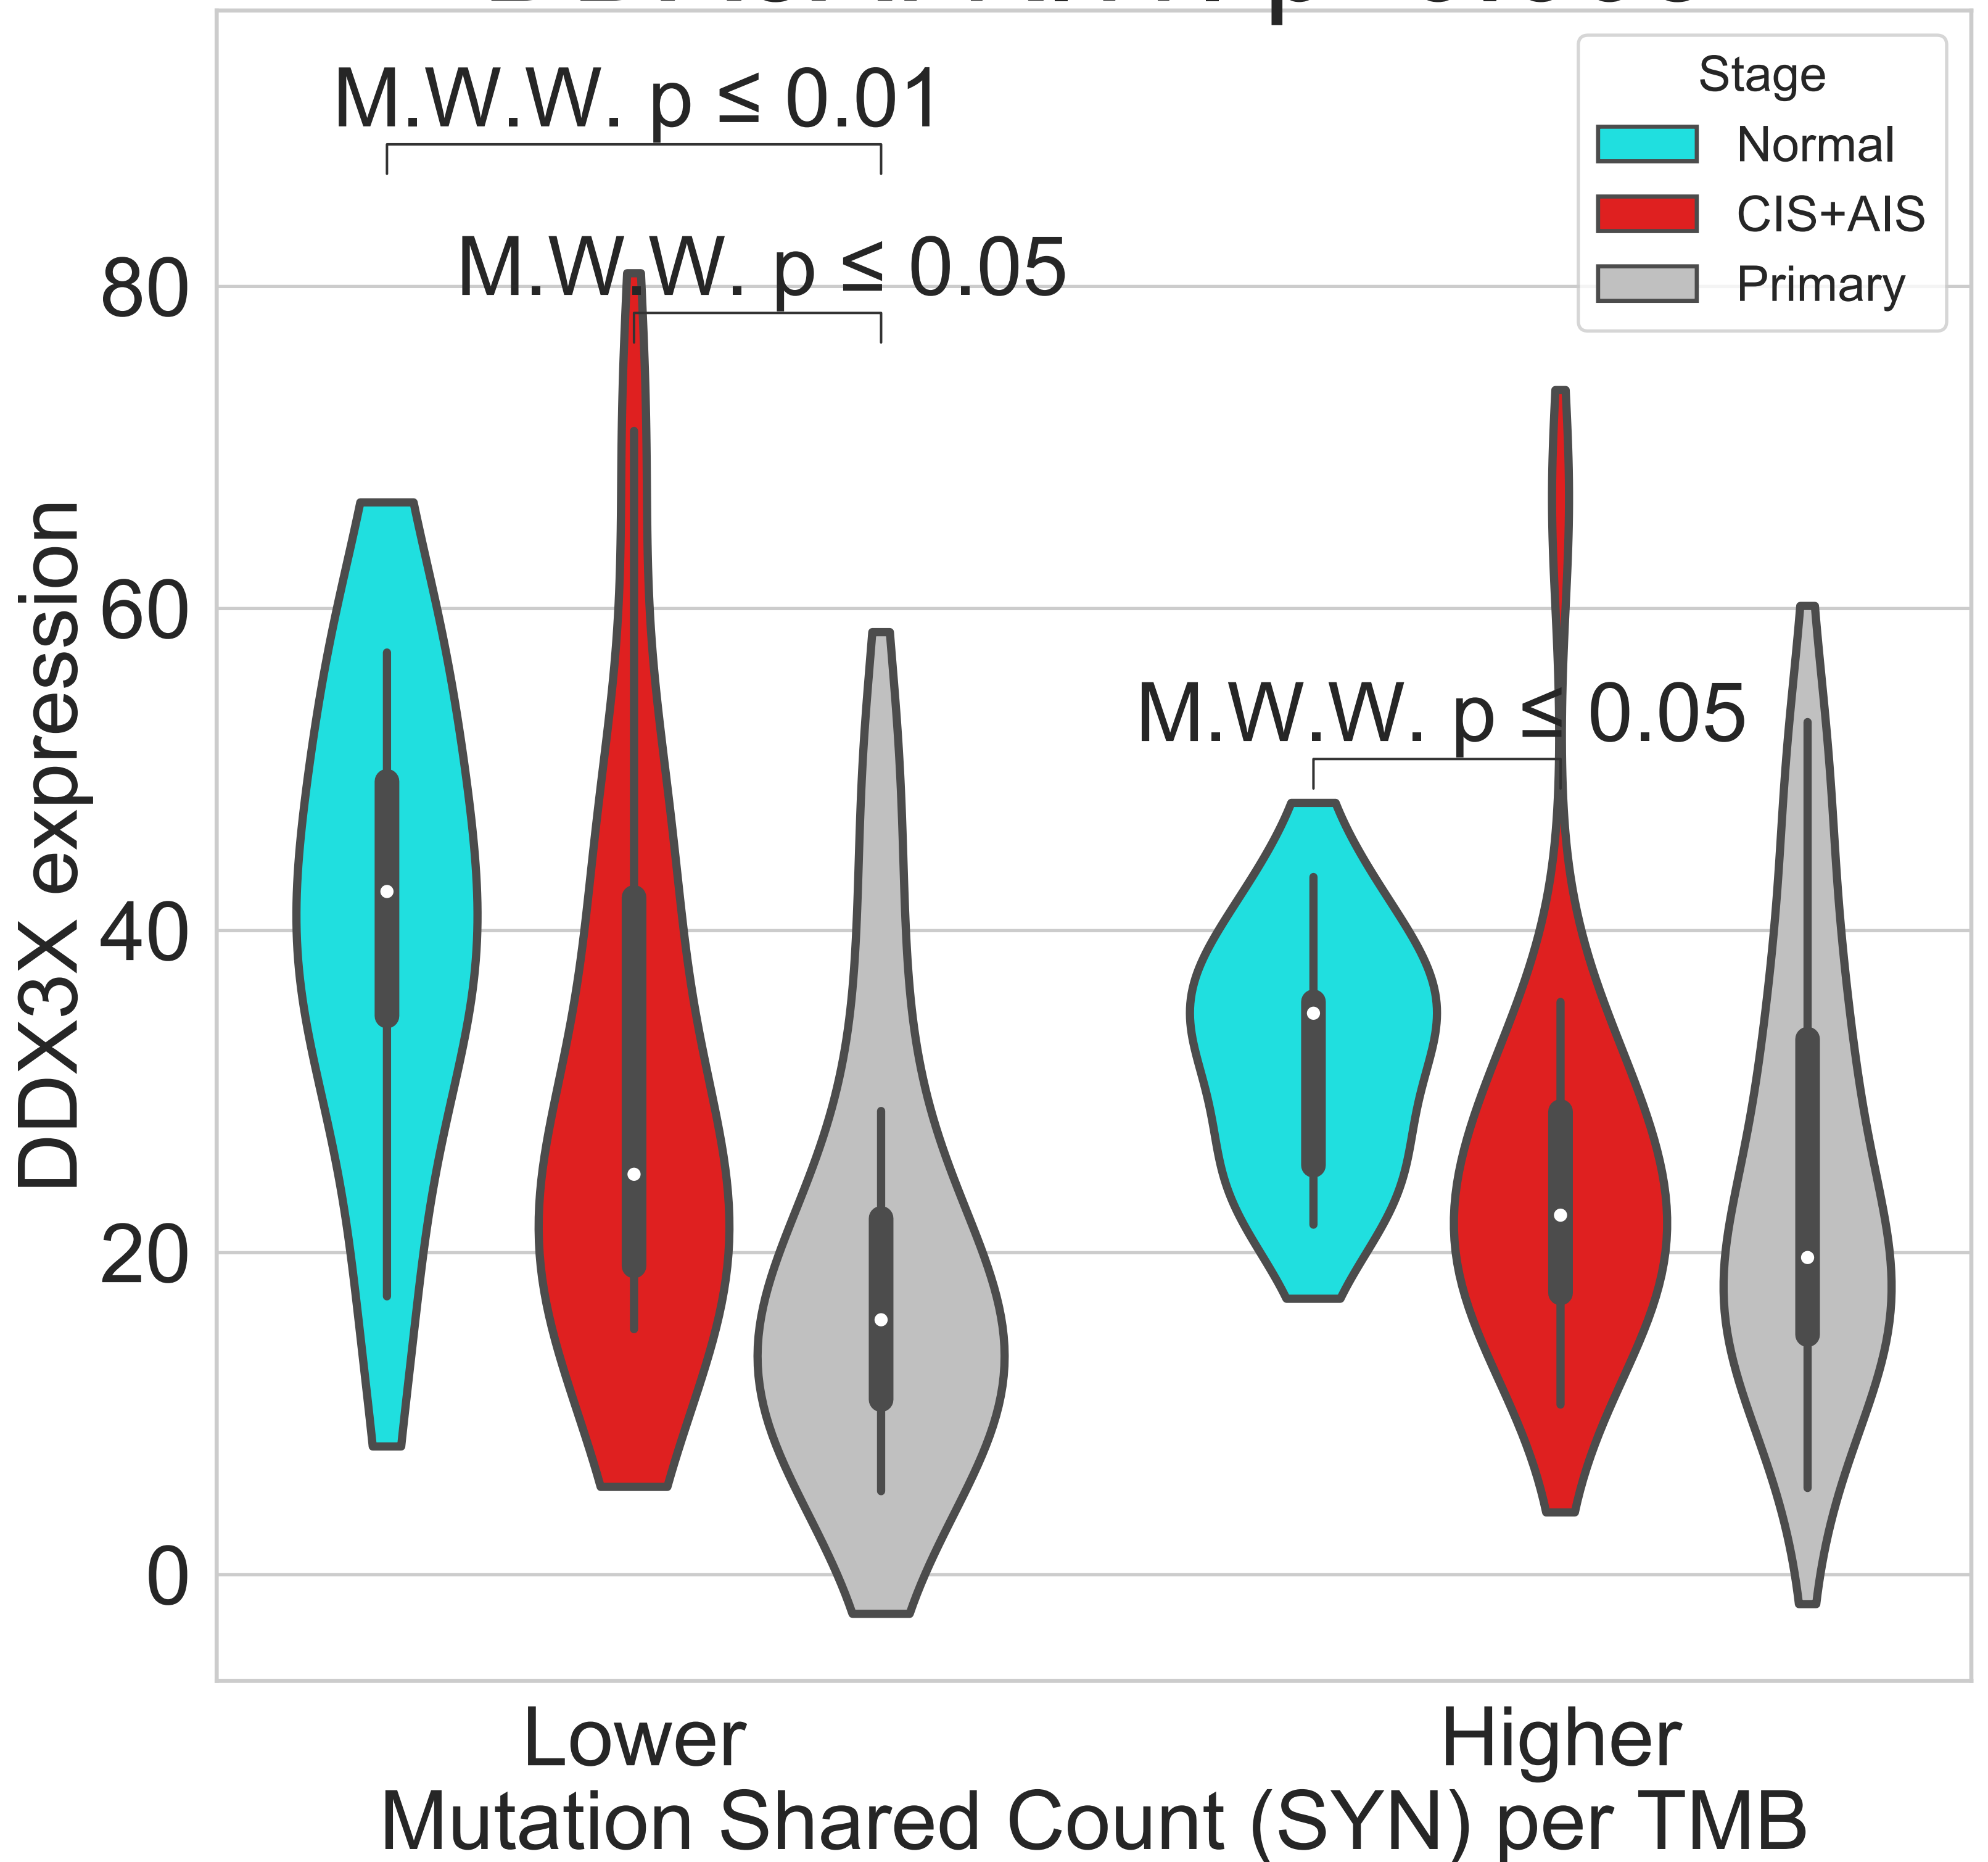 M.W.W. p ≤ 0.01
M.W.W. p ≤ 0.05
M.W.W. p ≤ 0.05
Stage
Normal
CIS+AIS
Primary
DDX3X expression
80
60
40
20
0
Lower
Higher
Mutation Shared Count (SYN) per TMB